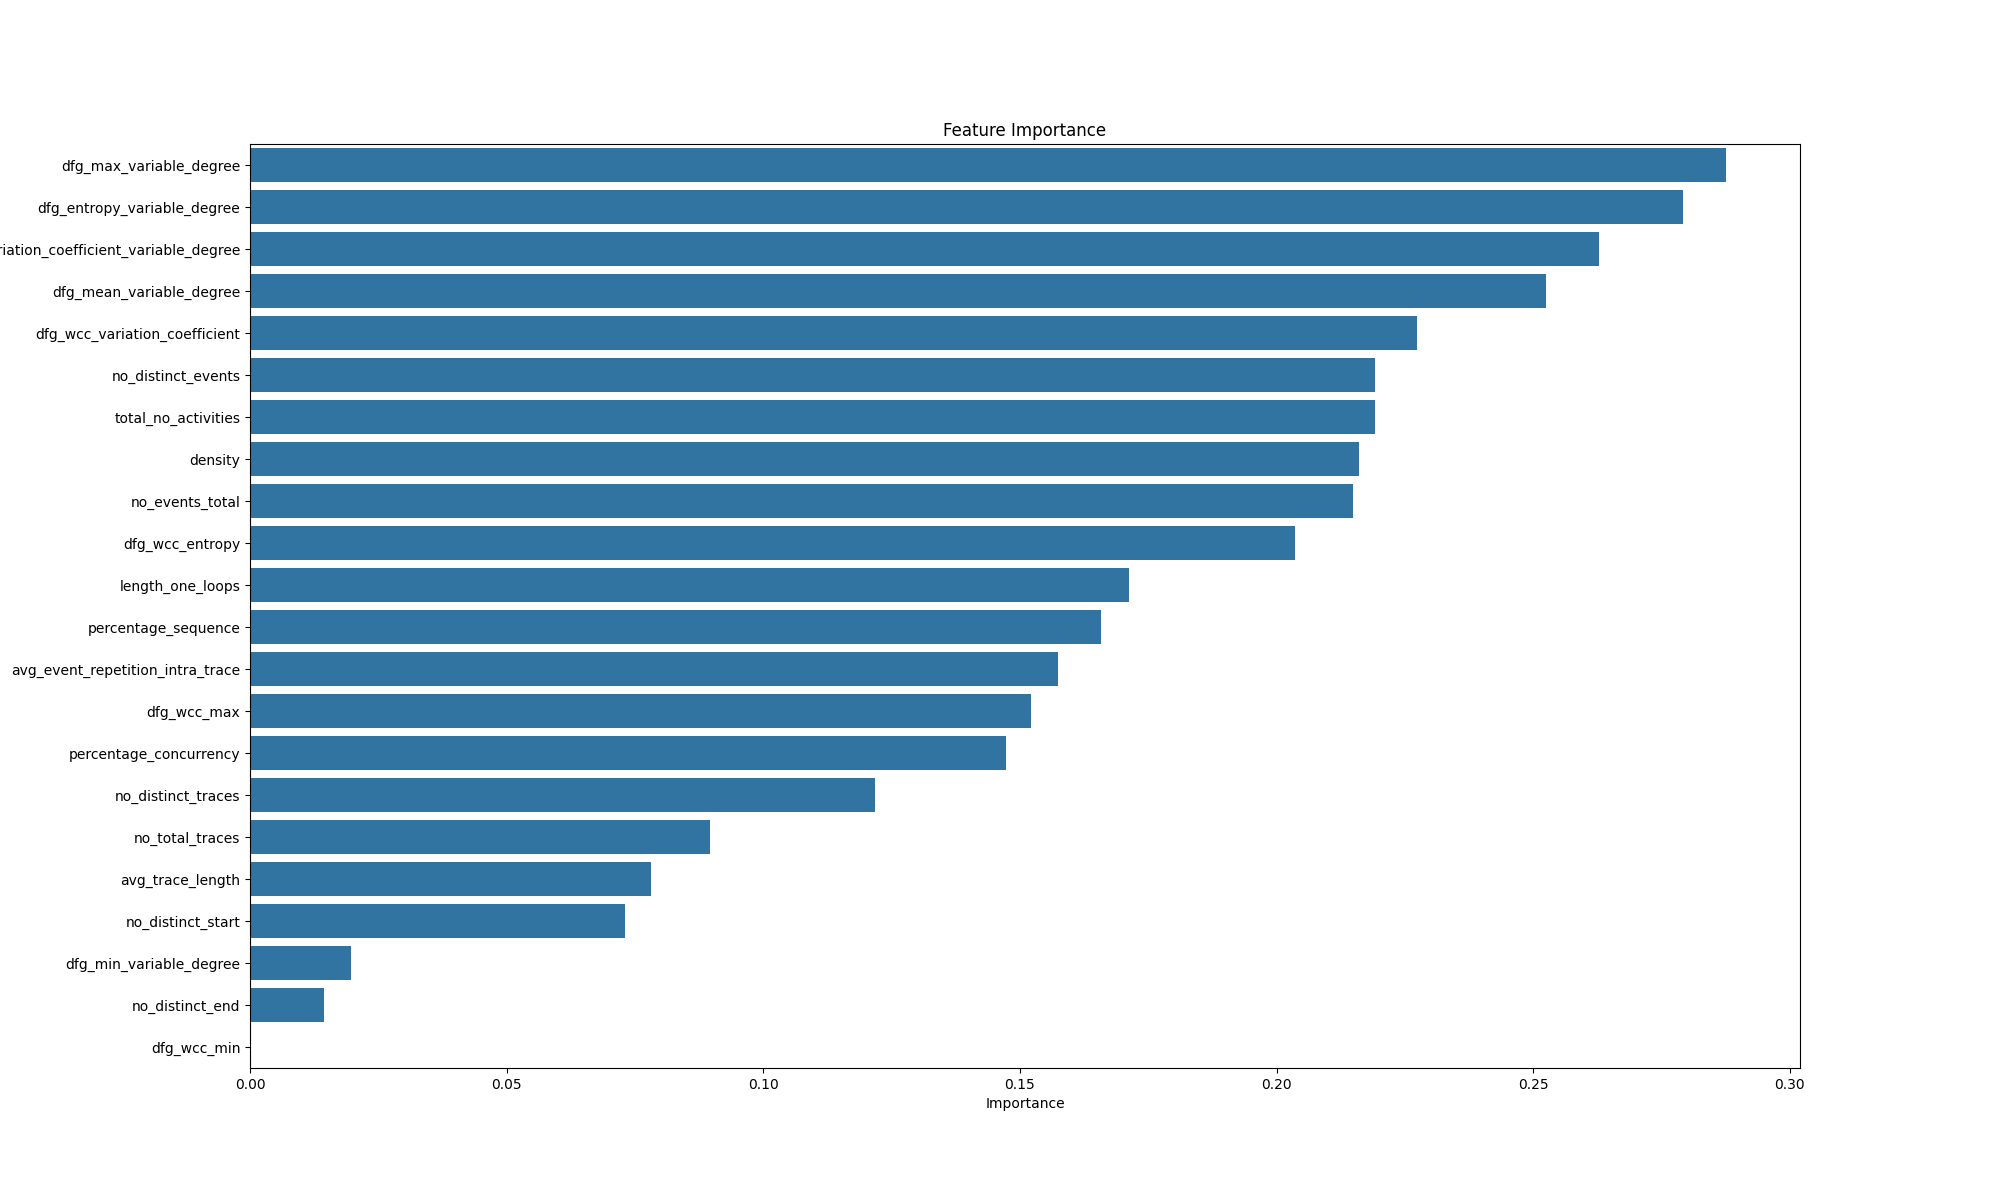 Feature Importance
dfg_max_variable_degree
dfg_entropy_variable_degree
riation_coefficient_variable_degree
dfg_mean_variable_degree
dfg_wcc_variation_coefficient
no_distinct_events
total_no_activities
density
no_events_total
dfg_wcc_entropy
length_one_loops
percentage_sequence
avg_event_repetition_intra_trace
dfg_wcc_max
percentage_concurrency
no_distinct_traces
no_total_traces
avg_trace_length
no_distinct_start
dfg_min_variable_degree
no_distinct_end
dfg_wcc_min
0.00 0.05 0.10 0.15 0.20 0.25 0.30
Importance